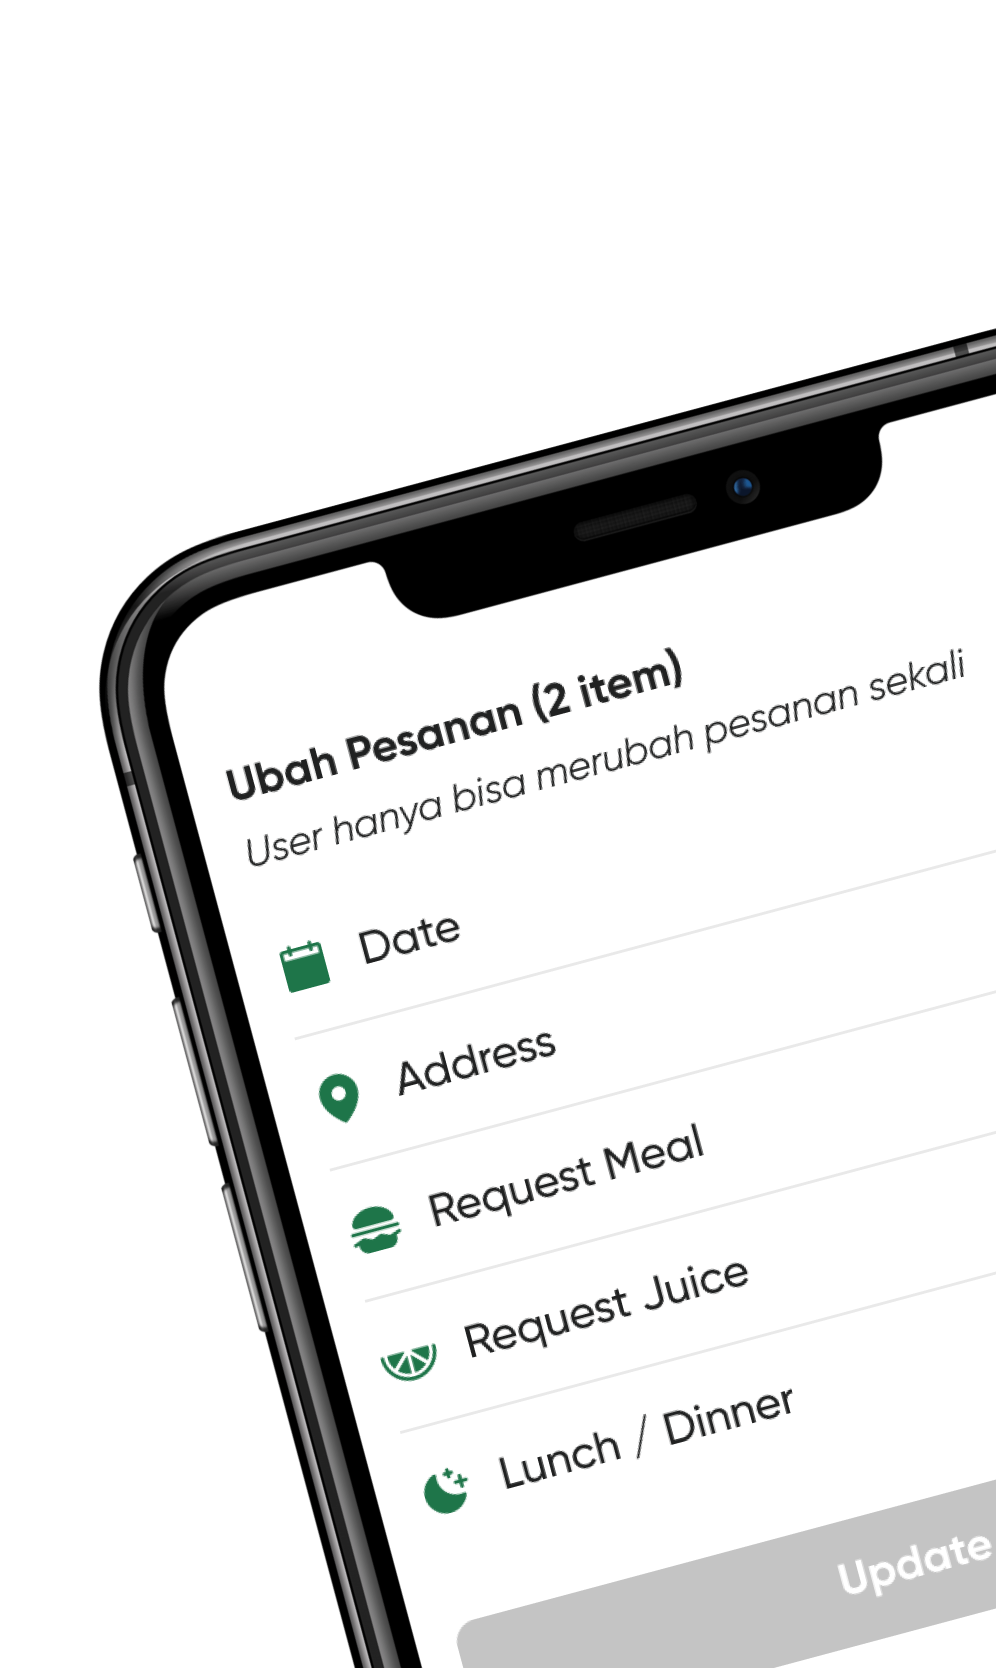 Ubah Pesanan (2 item)
User hanya bisa merubah pesanan sekali
Date
Address
Request Meal
Request Juice
Lunch / Dinner
Update